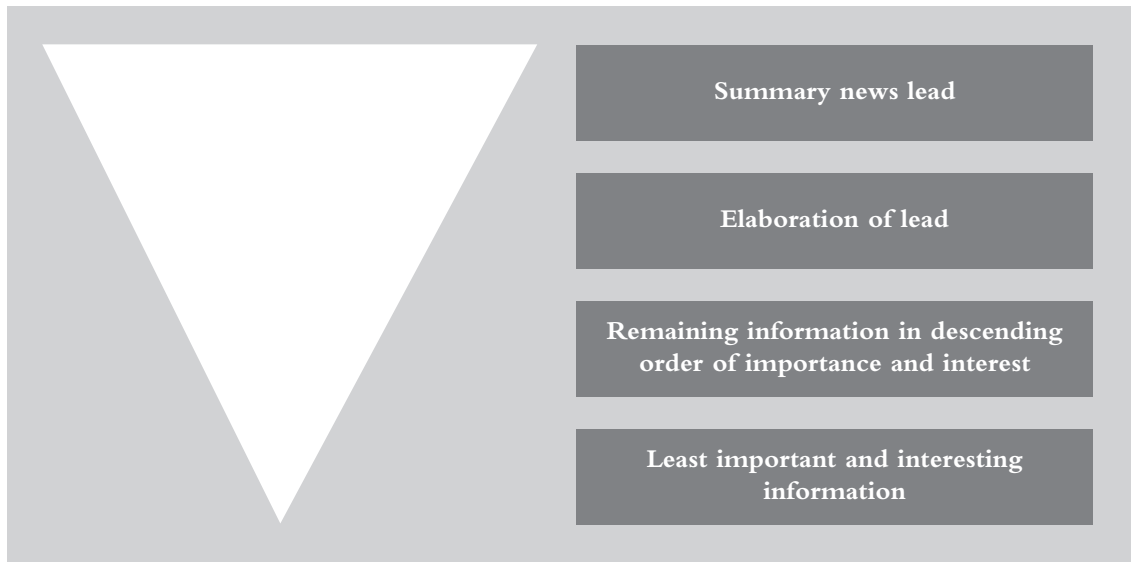 Summary news lead
Elaboration of lead
Remaining information in descending
order of importance and interest
Least important and interesting
information